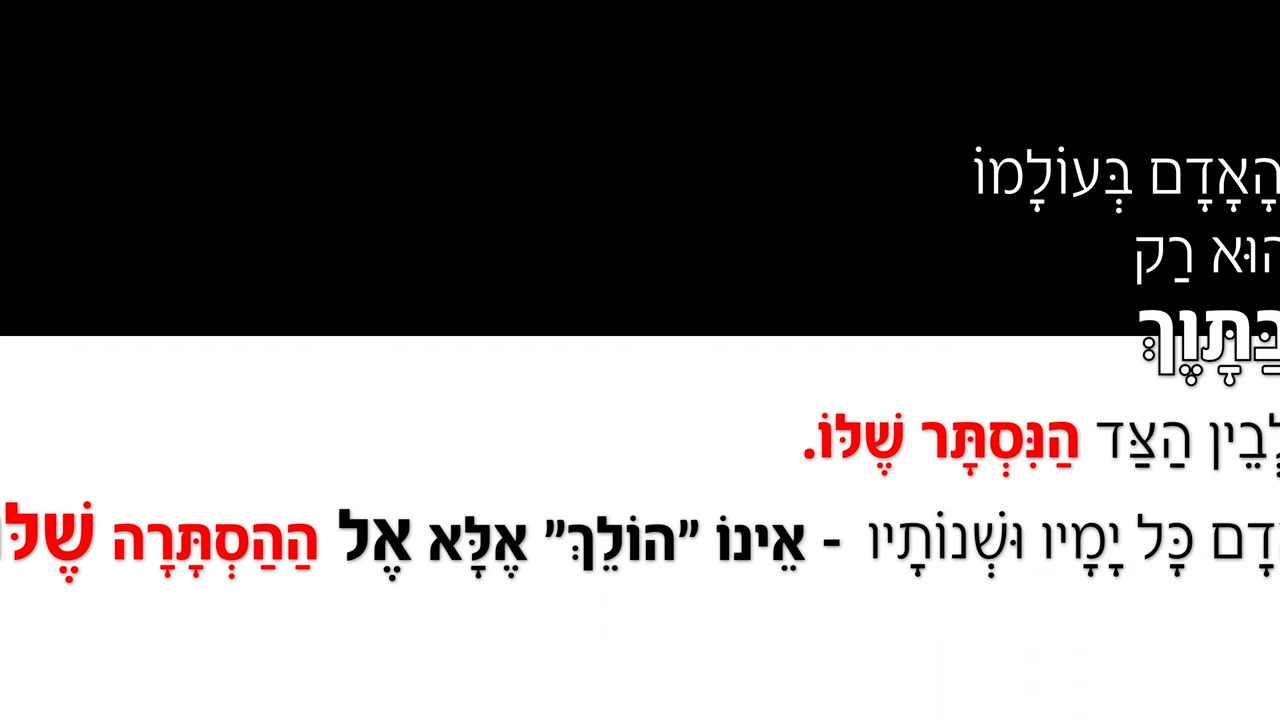 הָאָדָם בְּעוֹלָמוֹ
הוּא רַק
בַּתָּוֶךְ
לְבֵין הַצַּד הַנִּסְתָּר שֶׁלּוֹ.
כָּל יָמָיו וּשְׁנוֹתָיו - אֵינוֹ "הוֹלֵךְ" אֶלָּא אֶל הַהַסְתָּרָה